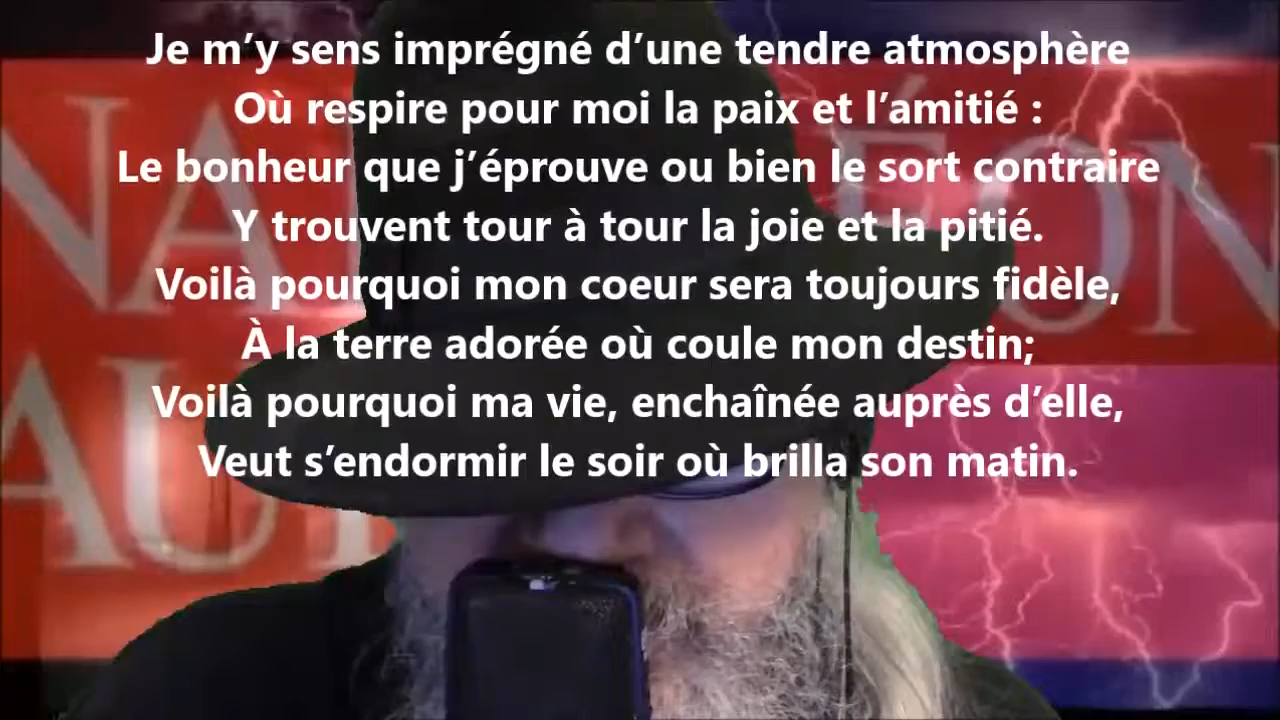 Je m’y sens imprégné d’une tendre atmosphère
Où respire pour moi la paix et l’amitié :
Le bonheur que j’éprouve ou bien le sort contraire
Y trouvent tour à tour la joie et la pitié.
Voilà pourquoi mon coeur sera toujours fidèle,
À la terre adorée où coule mon destin;
Voilà pourquoi ma vie, enchaînée auprès d’elle,
Veut s’endormir le soir où brilla son matin.